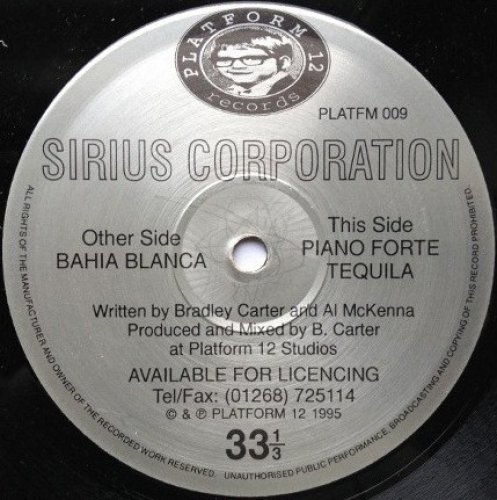 PLATFORM 12
records
PLATFM 009
SIRIUS CORPORATION
Other Side
BAHIA BLANCA
This Side
PIANO FORTE
TEQUILA
Written by Bradley Carter and Al McKenna
Produced and Mixed by B. Carter
at Platform 12 Studios
AVAILABLE FOR LICENCING
Tel/Fax: (01268) 725114
© & ℗ PLATFORM 12 1995
33 1/3
ALL RIGHTS OF THE MANUFACTURER AND OWNER OF THE RECORDED WORK RESERVED. UNAUTHORISED PUBLIC PERFORMANCE, BROADCASTING AND COPYING OF THIS RECORD PROHIBITED.